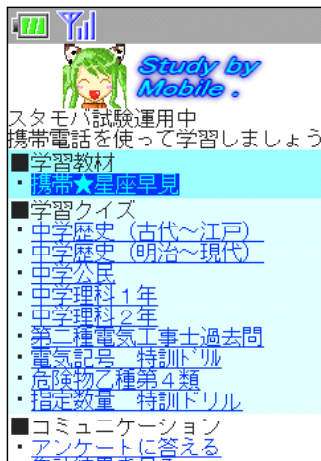 Study by
Mobile .
スタモバ試験運用中
携帯電話を使って学習しましょう
■学習教材
・携帯★星座早見
■学習クイズ
・中学歴史（古代～江戸）
・中学歴史（明治～現代）
・中学公民
・中学理科１年
・中学理科２年
・第二種電気工事士過去問
・電気記号　特訓ﾄﾞﾘﾙ
・危険物乙種第４類
・指定数量　特訓ドリル
■コミュニケーション
・アンケートに答える